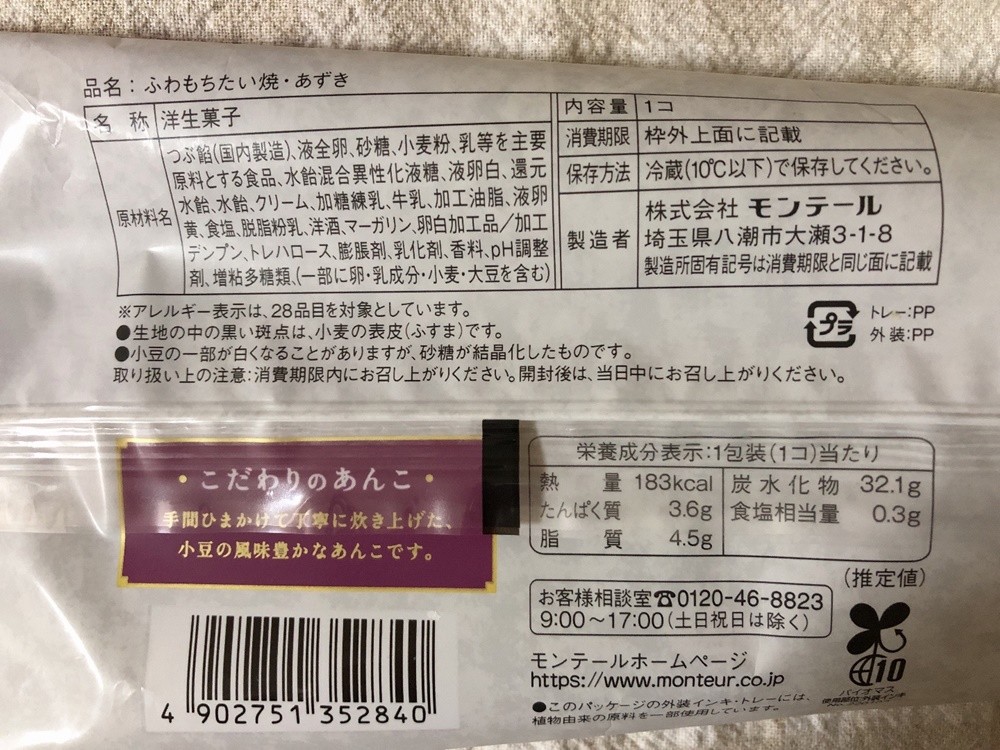 品名：ふわもちたい焼・あずき
名 称 洋生菓子
原材料名
つぶ餡(国内製造)、液全卵、砂糖、小麦粉、乳等を主要
原料とする食品、水飴混合異性化液糖、液卵白、還元
水飴、水飴、クリーム、加糖練乳、牛乳、加工油脂、液卵
黄、食塩、脱脂粉乳、洋酒、マーガリン、卵白加工品／加工
デンプン、トレハロース、膨脹剤、乳化剤、香料、pH調整
剤、増粘多糖類、(一部に卵・乳成分・小麦・大豆を含む)
内容量 1コ
消費期限 枠外上面に記載
保存方法 冷蔵(10℃以下)で保存してください。
製造者
株式会社 モンテール
埼玉県八潮市大瀬3-1-8
製造所固有記号は消費期限と同じ面に記載
※アレルギー表示は、28品目を対象としています。
●生地の中の黒い斑点は、小麦の表皮(ふすま)です。
●小豆の一部が白くなることがありますが、砂糖が結晶化したものです。
取り扱い上の注意：消費期限内にお召し上がりください。開封後は、当日中にお召し上がりください。
プラ
トレー：PP
外装：PP
・こだわりのあんこ・
手間ひまかけて丁寧に炊き上げた、
小豆の風味豊かなあんこです。
栄養成分表示：1包装(1コ)当たり
熱 量 183kcal 炭水化物 32.1g
たんぱく質 3.6g 食塩相当量 0.3g
脂 質 4.5g
(推定値)
お客様相談室☎0120-46-8823
9:00〜17:00(土日祝日は除く)
モンテールホームページ
https://www.monteur.co.jp
●このパッケージの外装インキ・トレーには、
植物由来の原料を一部使用しています。
10
バイオマス
4 902751 352840